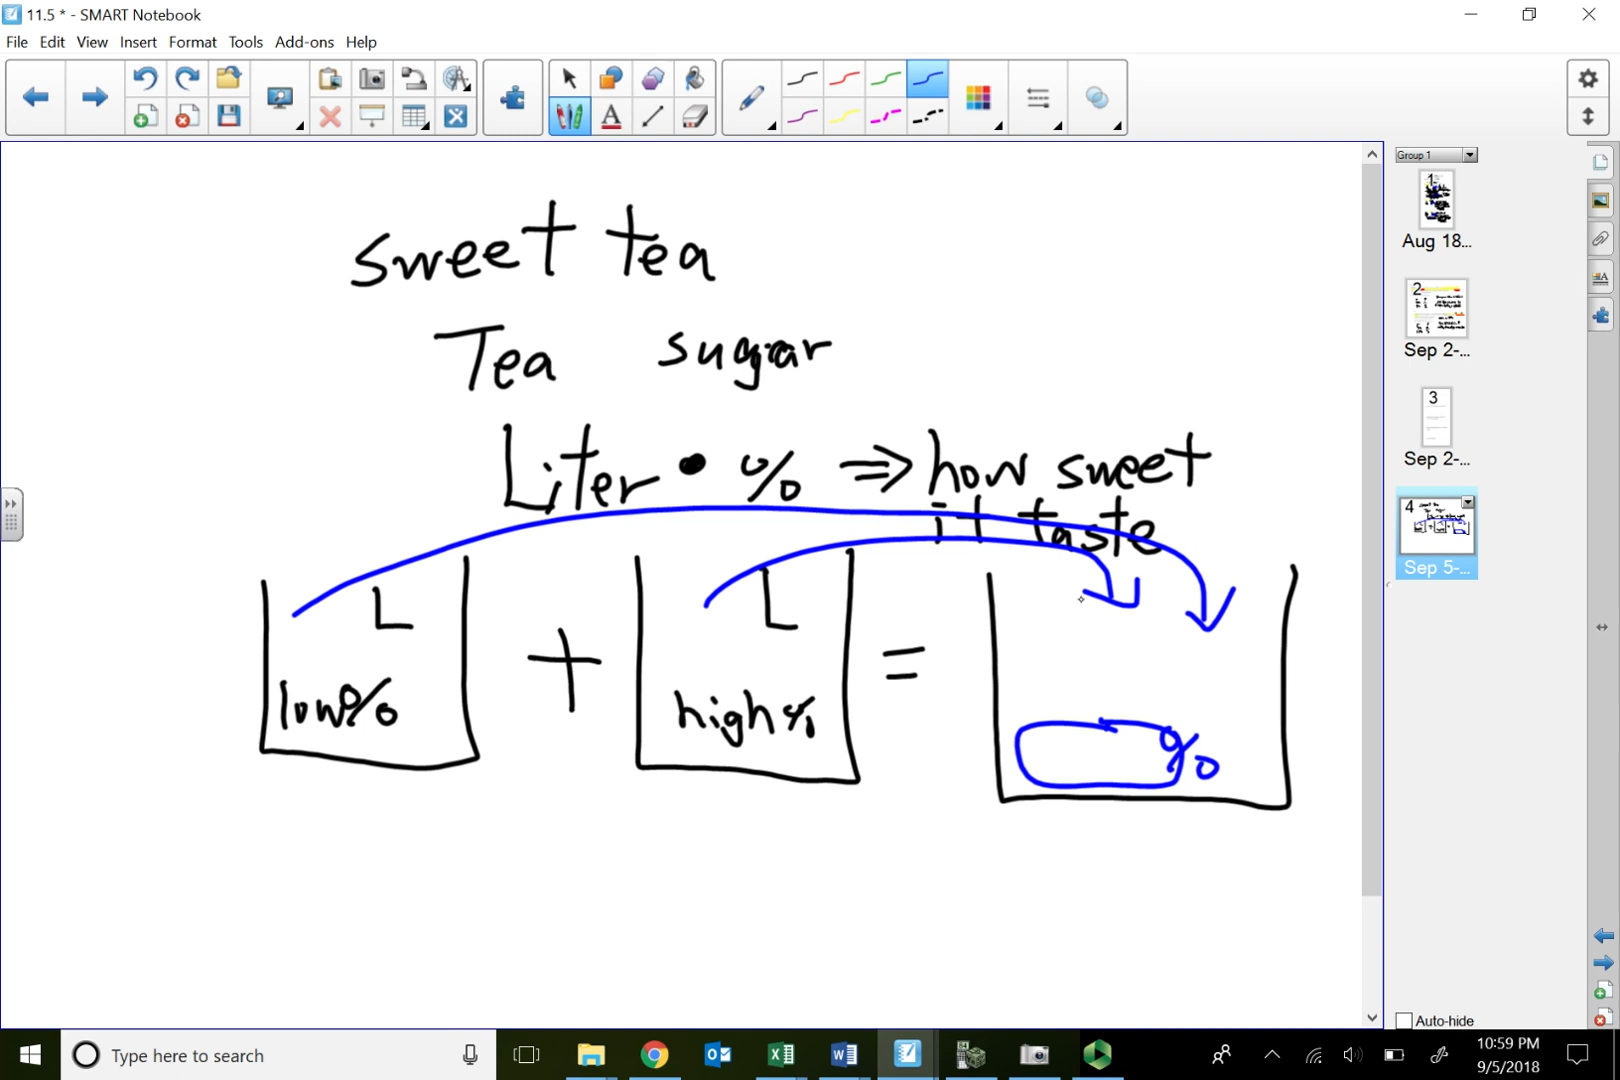 11.5 * - SMART Notebook
File Edit View Insert Format Tools Add-ons Help
Group 1
sweet tea
Tea sugar
Liter • % ⇒ how sweet
it taste
L + L =
low% high% %
1
Aug 18...
2
Sep 2-...
3
Sep 2-...
4
Sep 5-...
Auto-hide
Type here to search
10:59 PM
9/5/2018